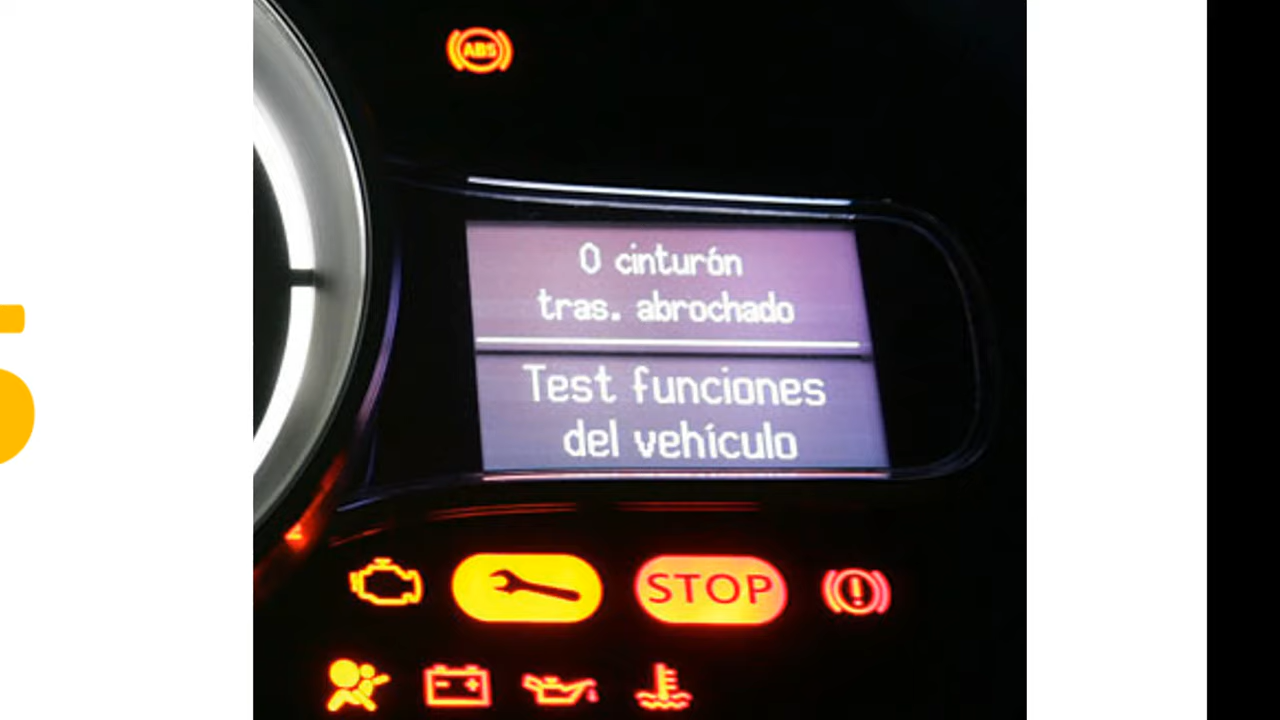 ABS
0 cinturón
tras. abrochado
Test funciones
del vehículo
STOP